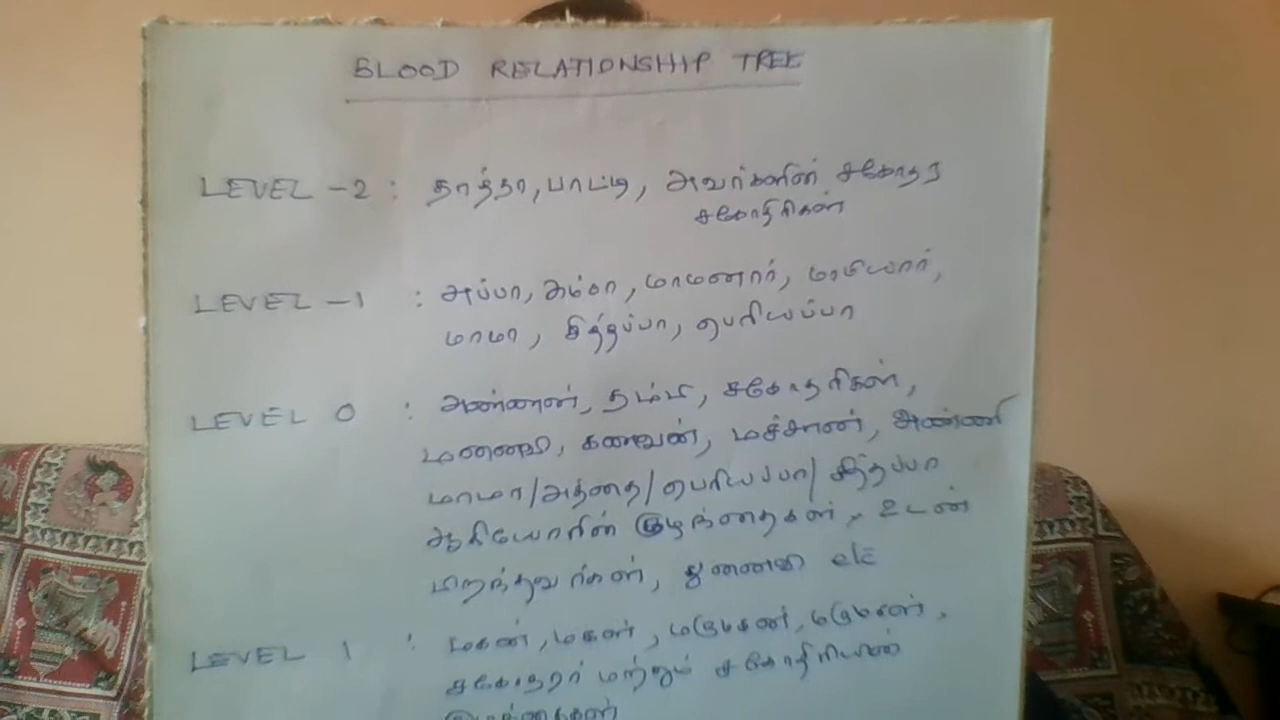 BLOOD RELATIONSHIP TREE
LEVEL -2 : தாத்தா, பாட்டி, அவர்களின் சகோதர
சகோதிரிகள்
LEVEL -1 : அப்பா, அம்மா, மாமனார், மாமியார்,
மாமா, சித்தப்பா, பெரியப்பா
LEVEL 0 : அண்ணன், தம்பி, சகோதரிகள்,
மனைவி, கணவன், மச்சான், அண்ணி
மாமா/அத்தை/பெரியப்பா/சித்தப்பா
ஆகியோரின் குழந்தைகள், உடன்
பிறந்தவர்கள், துணைவி etc
LEVEL 1 : மகன், மகள், மருமகன், மருமகள்,
சகோதரர் மற்றும் சகோதிரியின்
குழந்தைகள்